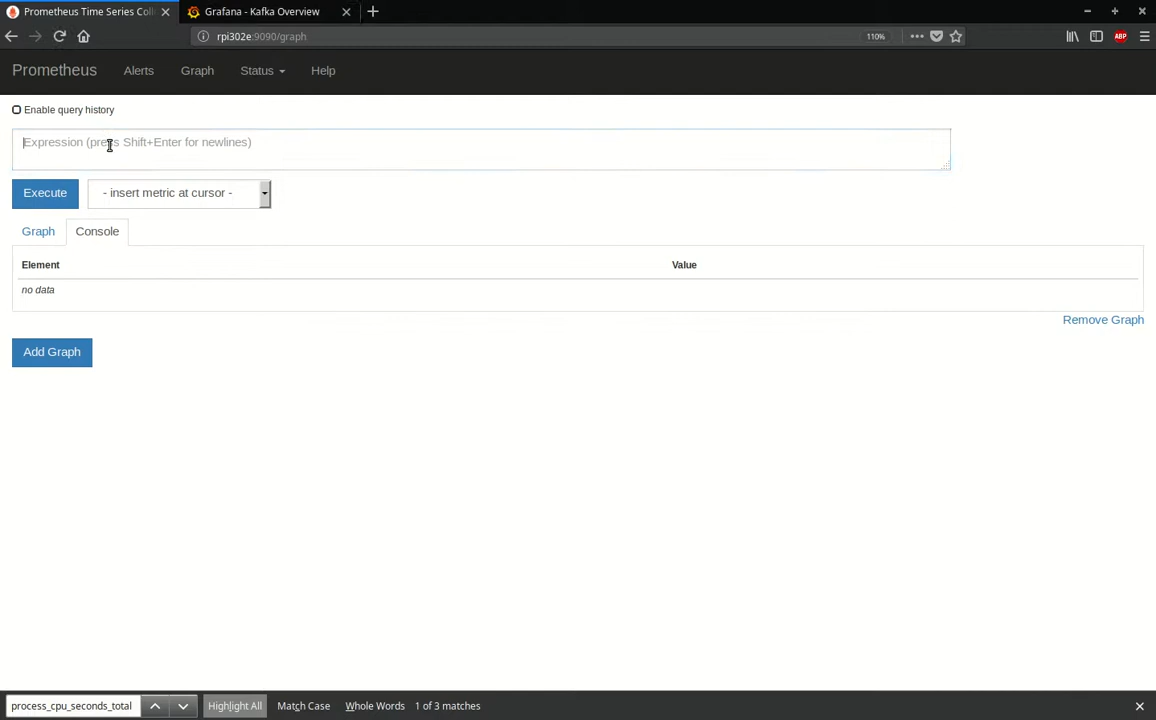 Prometheus Time Series Coll
Grafana - Kafka Overview
rpi302e:9090/graph
110%
ABP
Prometheus
Alerts
Graph
Status
Help
Enable query history
Expression (press Shift+Enter for newlines)
Execute
- insert metric at cursor -
Graph
Console
Element
Value
no data
Remove Graph
Add Graph
process_cpu_seconds_total
Highlight All
Match Case
Whole Words
1 of 3 matches